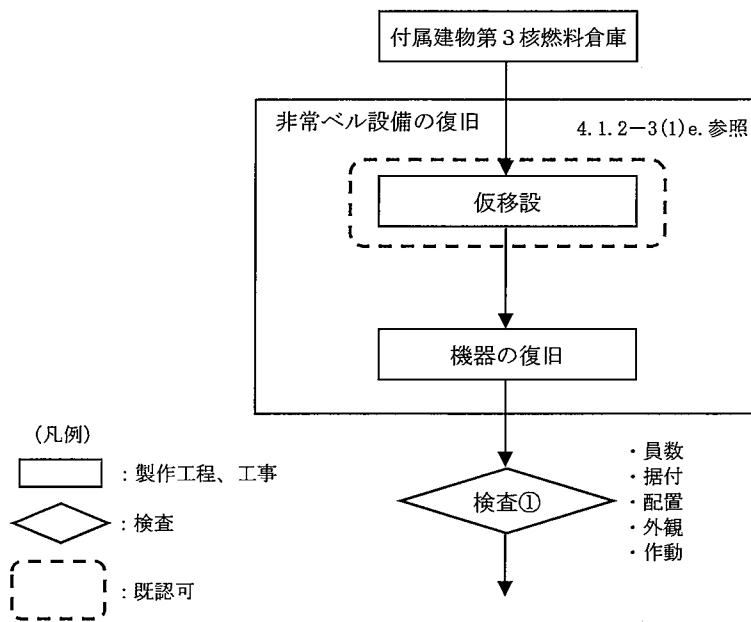 付属建物第3核燃料倉庫
非常ベル設備の復旧
4.1.2−3(1)e.参照
仮移設
機器の復旧
検査①
・員数
・据付
・配置
・外観
・作動
(凡例)
:製作工程、工事
:検査
:既認可